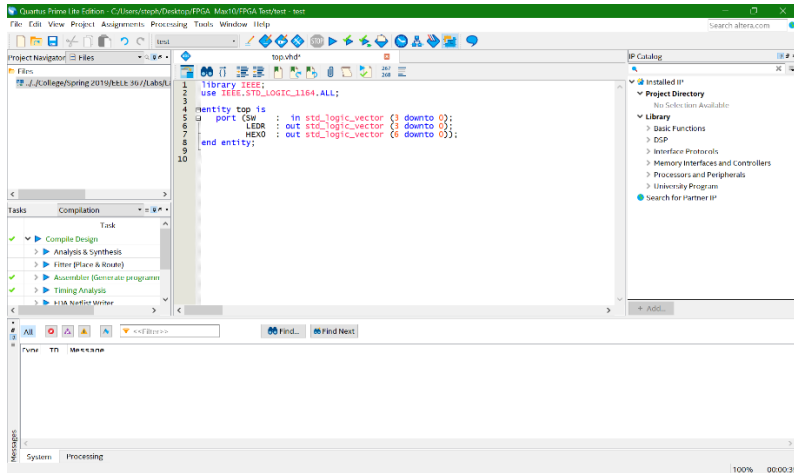 Quartus Prime Lite Edition - C:/Users/steph/Desktop/FPGA Max10/FPGA Test/test - test
File Edit View Project Assignments Processing Tools Window Help
Search altera.com
test
Project Navigator Files
Files
../../College/Spring 2019/EELE 367/Labs/L
top.vhd*
1 library IEEE;
2 use IEEE.STD_LOGIC_1164.ALL;
3
4 entity top is
5 port (SW : in std_logic_vector (3 downto 0);
6 LEDR : out std_logic_vector (3 downto 0);
7 HEX0 : out std_logic_vector (6 downto 0));
8 end entity;
9
10
IP Catalog
Installed IP
Project Directory
No Selection Available
Library
Basic Functions
DSP
Interface Protocols
Memory Interfaces and Controllers
Processors and Peripherals
University Program
Search for Partner IP
+ Add...
Tasks Compilation
Task
Compile Design
Analysis & Synthesis
Fitter (Place & Route)
Assembler (Generate programm
Timing Analysis
EDA Netlist Writer
All <<Filter>> Find... Find Next
Type ID Message
Messages
System Processing
100% 00:00:3